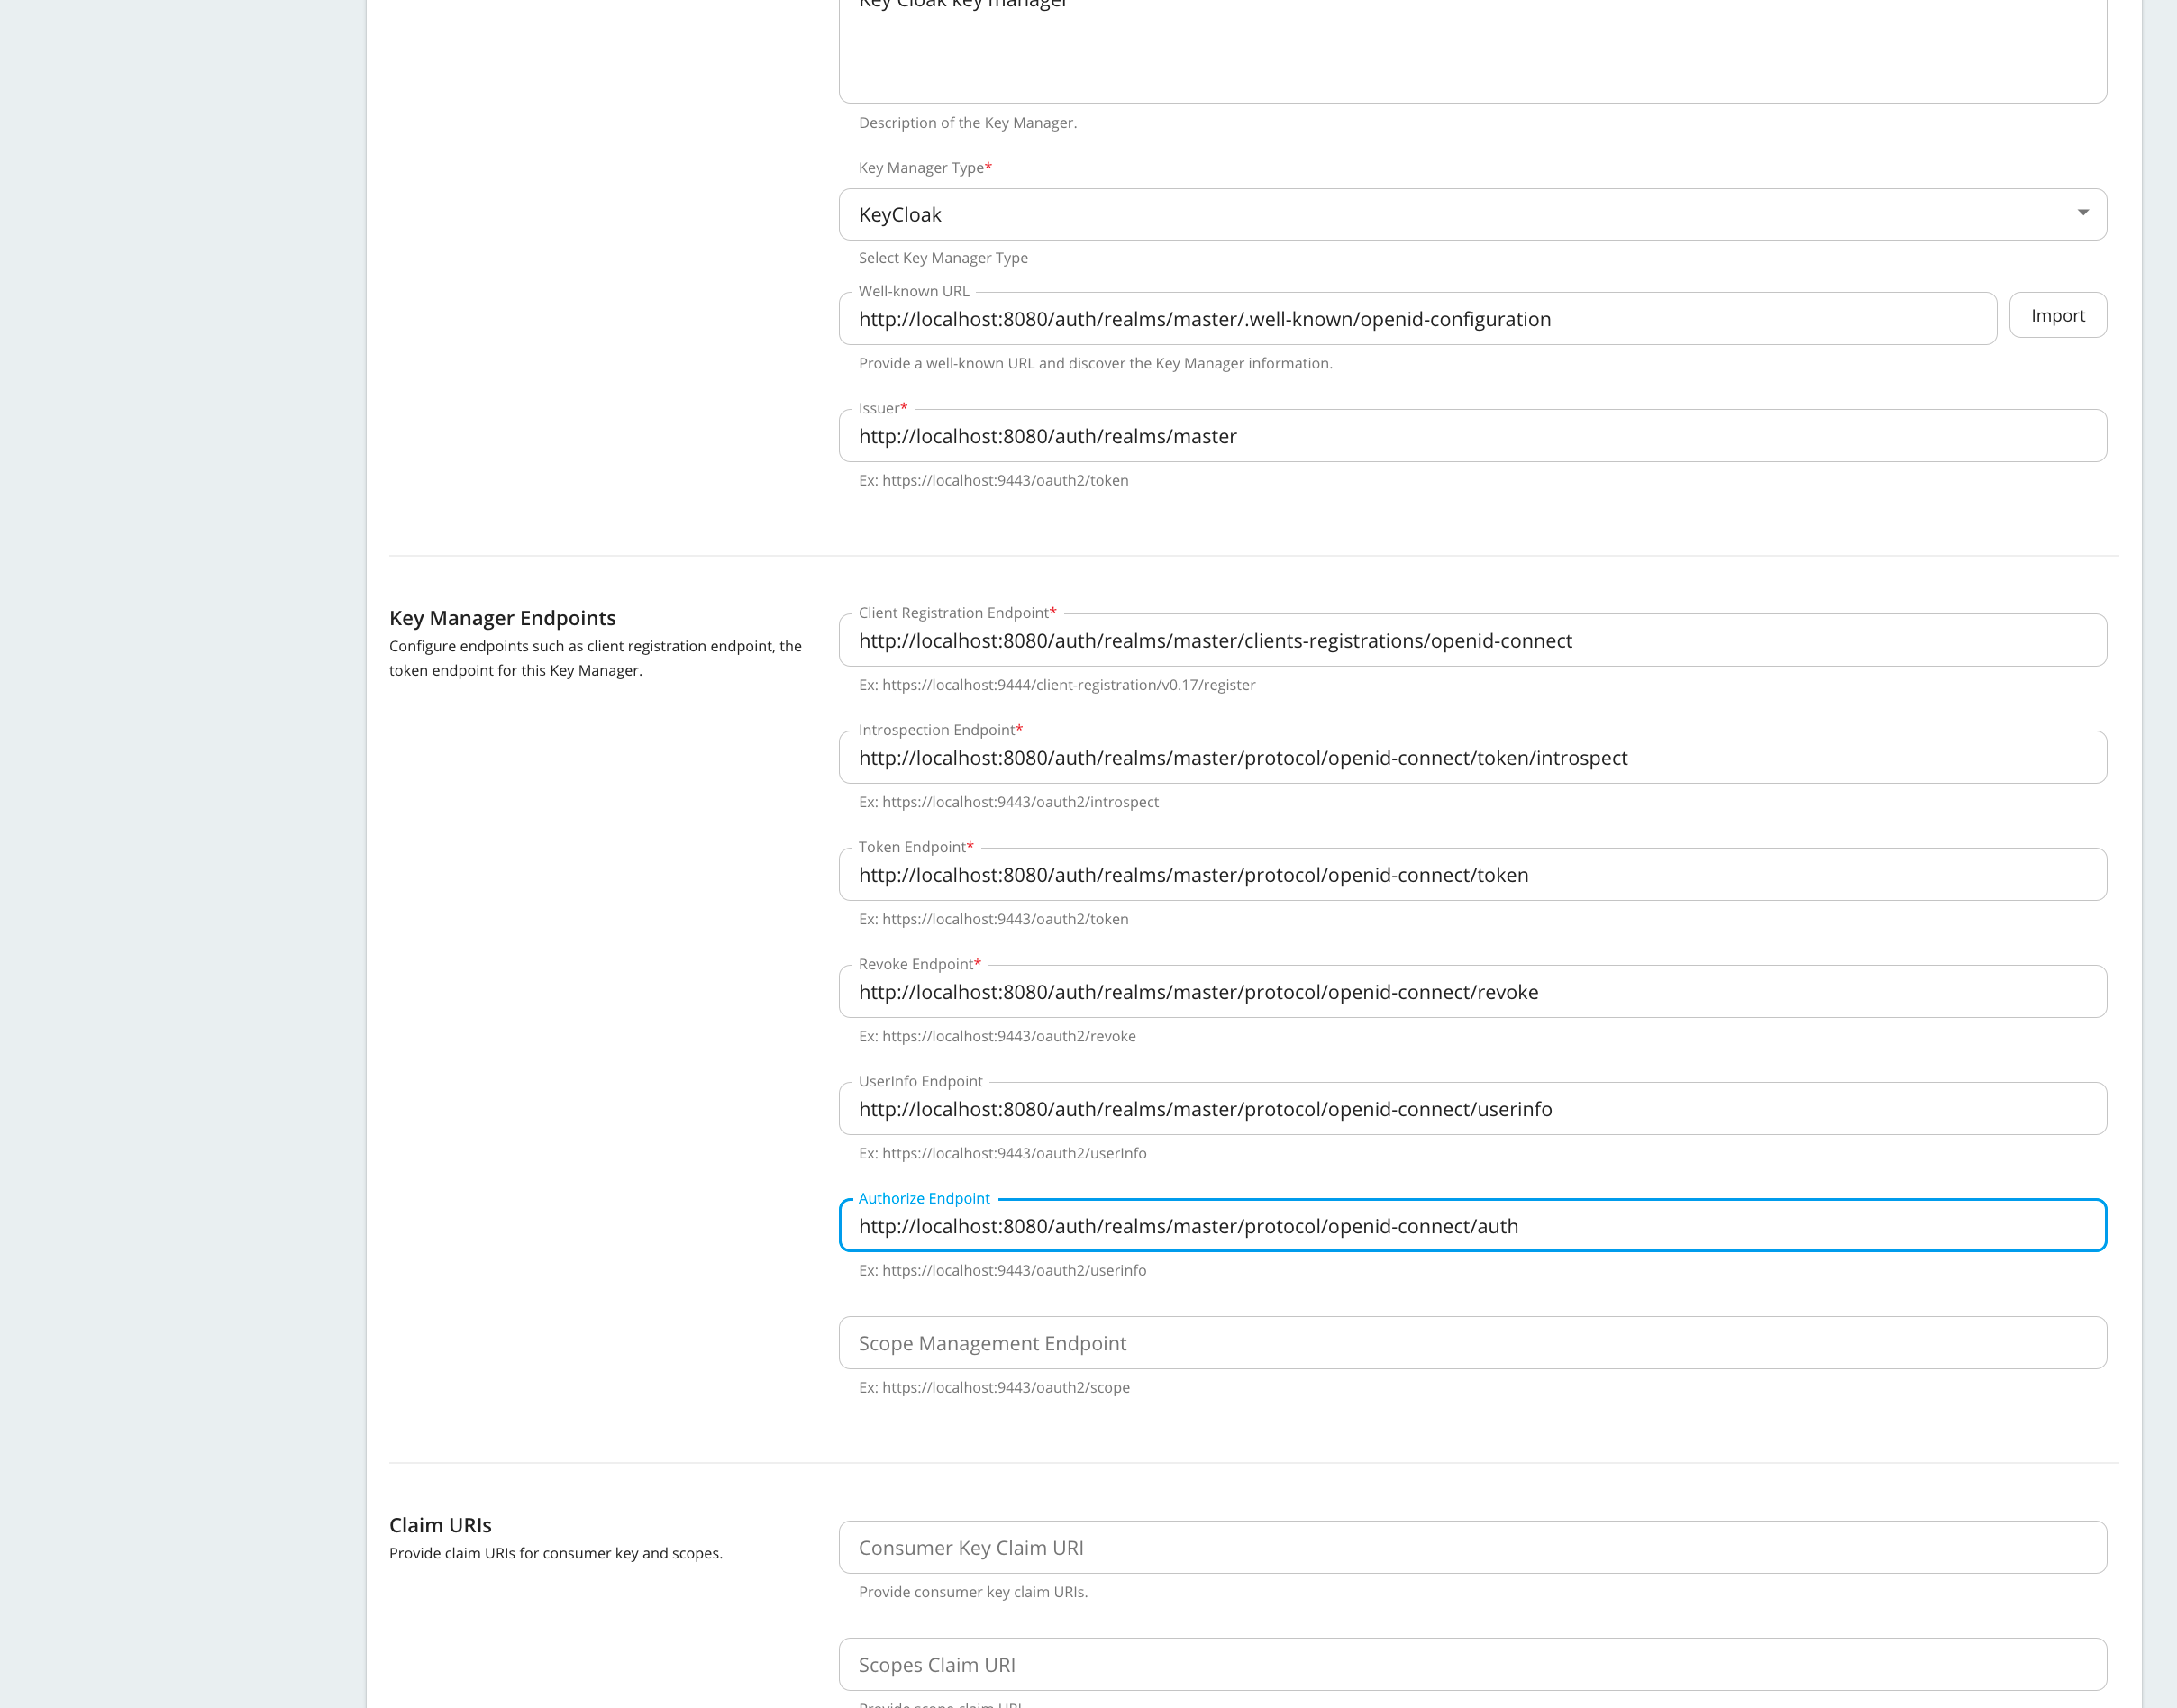 Key Cloak key manager
Description of the Key Manager.
Key Manager Type*
KeyCloak
Select Key Manager Type
Well-known URL
http://localhost:8080/auth/realms/master/.well-known/openid-configuration
Import
Provide a well-known URL and discover the Key Manager information.
Issuer*
http://localhost:8080/auth/realms/master
Ex: https://localhost:9443/oauth2/token
Key Manager Endpoints
Configure endpoints such as client registration endpoint, the
token endpoint for this Key Manager.
Client Registration Endpoint*
http://localhost:8080/auth/realms/master/clients-registrations/openid-connect
Ex: https://localhost:9444/client-registration/v0.17/register
Introspection Endpoint*
http://localhost:8080/auth/realms/master/protocol/openid-connect/token/introspect
Ex: https://localhost:9443/oauth2/introspect
Token Endpoint*
http://localhost:8080/auth/realms/master/protocol/openid-connect/token
Ex: https://localhost:9443/oauth2/token
Revoke Endpoint*
http://localhost:8080/auth/realms/master/protocol/openid-connect/revoke
Ex: https://localhost:9443/oauth2/revoke
UserInfo Endpoint
http://localhost:8080/auth/realms/master/protocol/openid-connect/userinfo
Ex: https://localhost:9443/oauth2/userInfo
Authorize Endpoint
http://localhost:8080/auth/realms/master/protocol/openid-connect/auth
Ex: https://localhost:9443/oauth2/userinfo
Scope Management Endpoint
Ex: https://localhost:9443/oauth2/scope
Claim URIs
Provide claim URIs for consumer key and scopes.
Consumer Key Claim URI
Provide consumer key claim URIs.
Scopes Claim URI